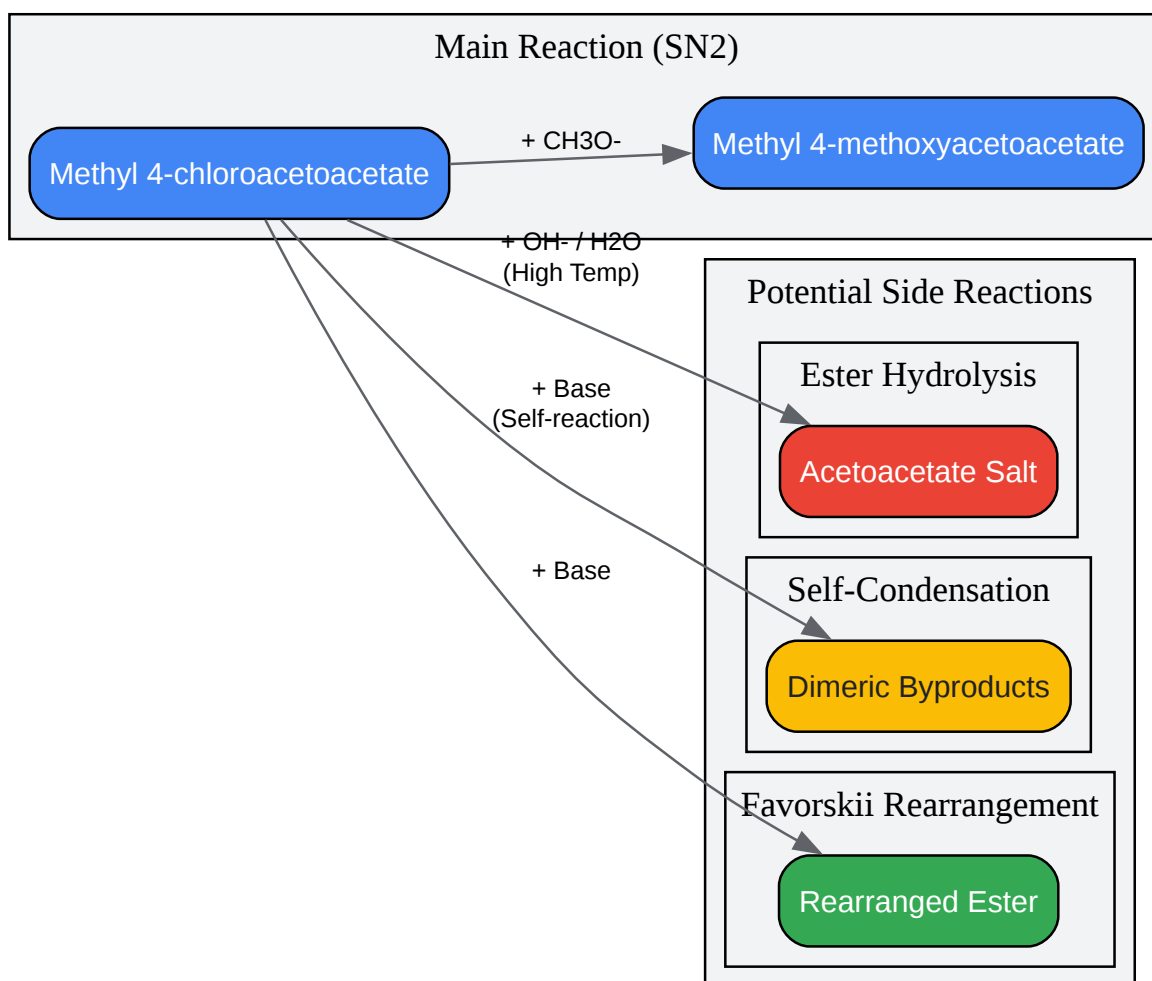 Main Reaction (SN2)
Methyl 4-chloroacetoacetate
+ CH3O-
Methyl 4-methoxyacetoacetate
+ OH- / H2O
(High Temp)
Potential Side Reactions
Ester Hydrolysis
+ Base
(Self-reaction)
Acetoacetate Salt
+ Base
Self-Condensation
Dimeric Byproducts
Favorskii Rearrangement
Rearranged Ester